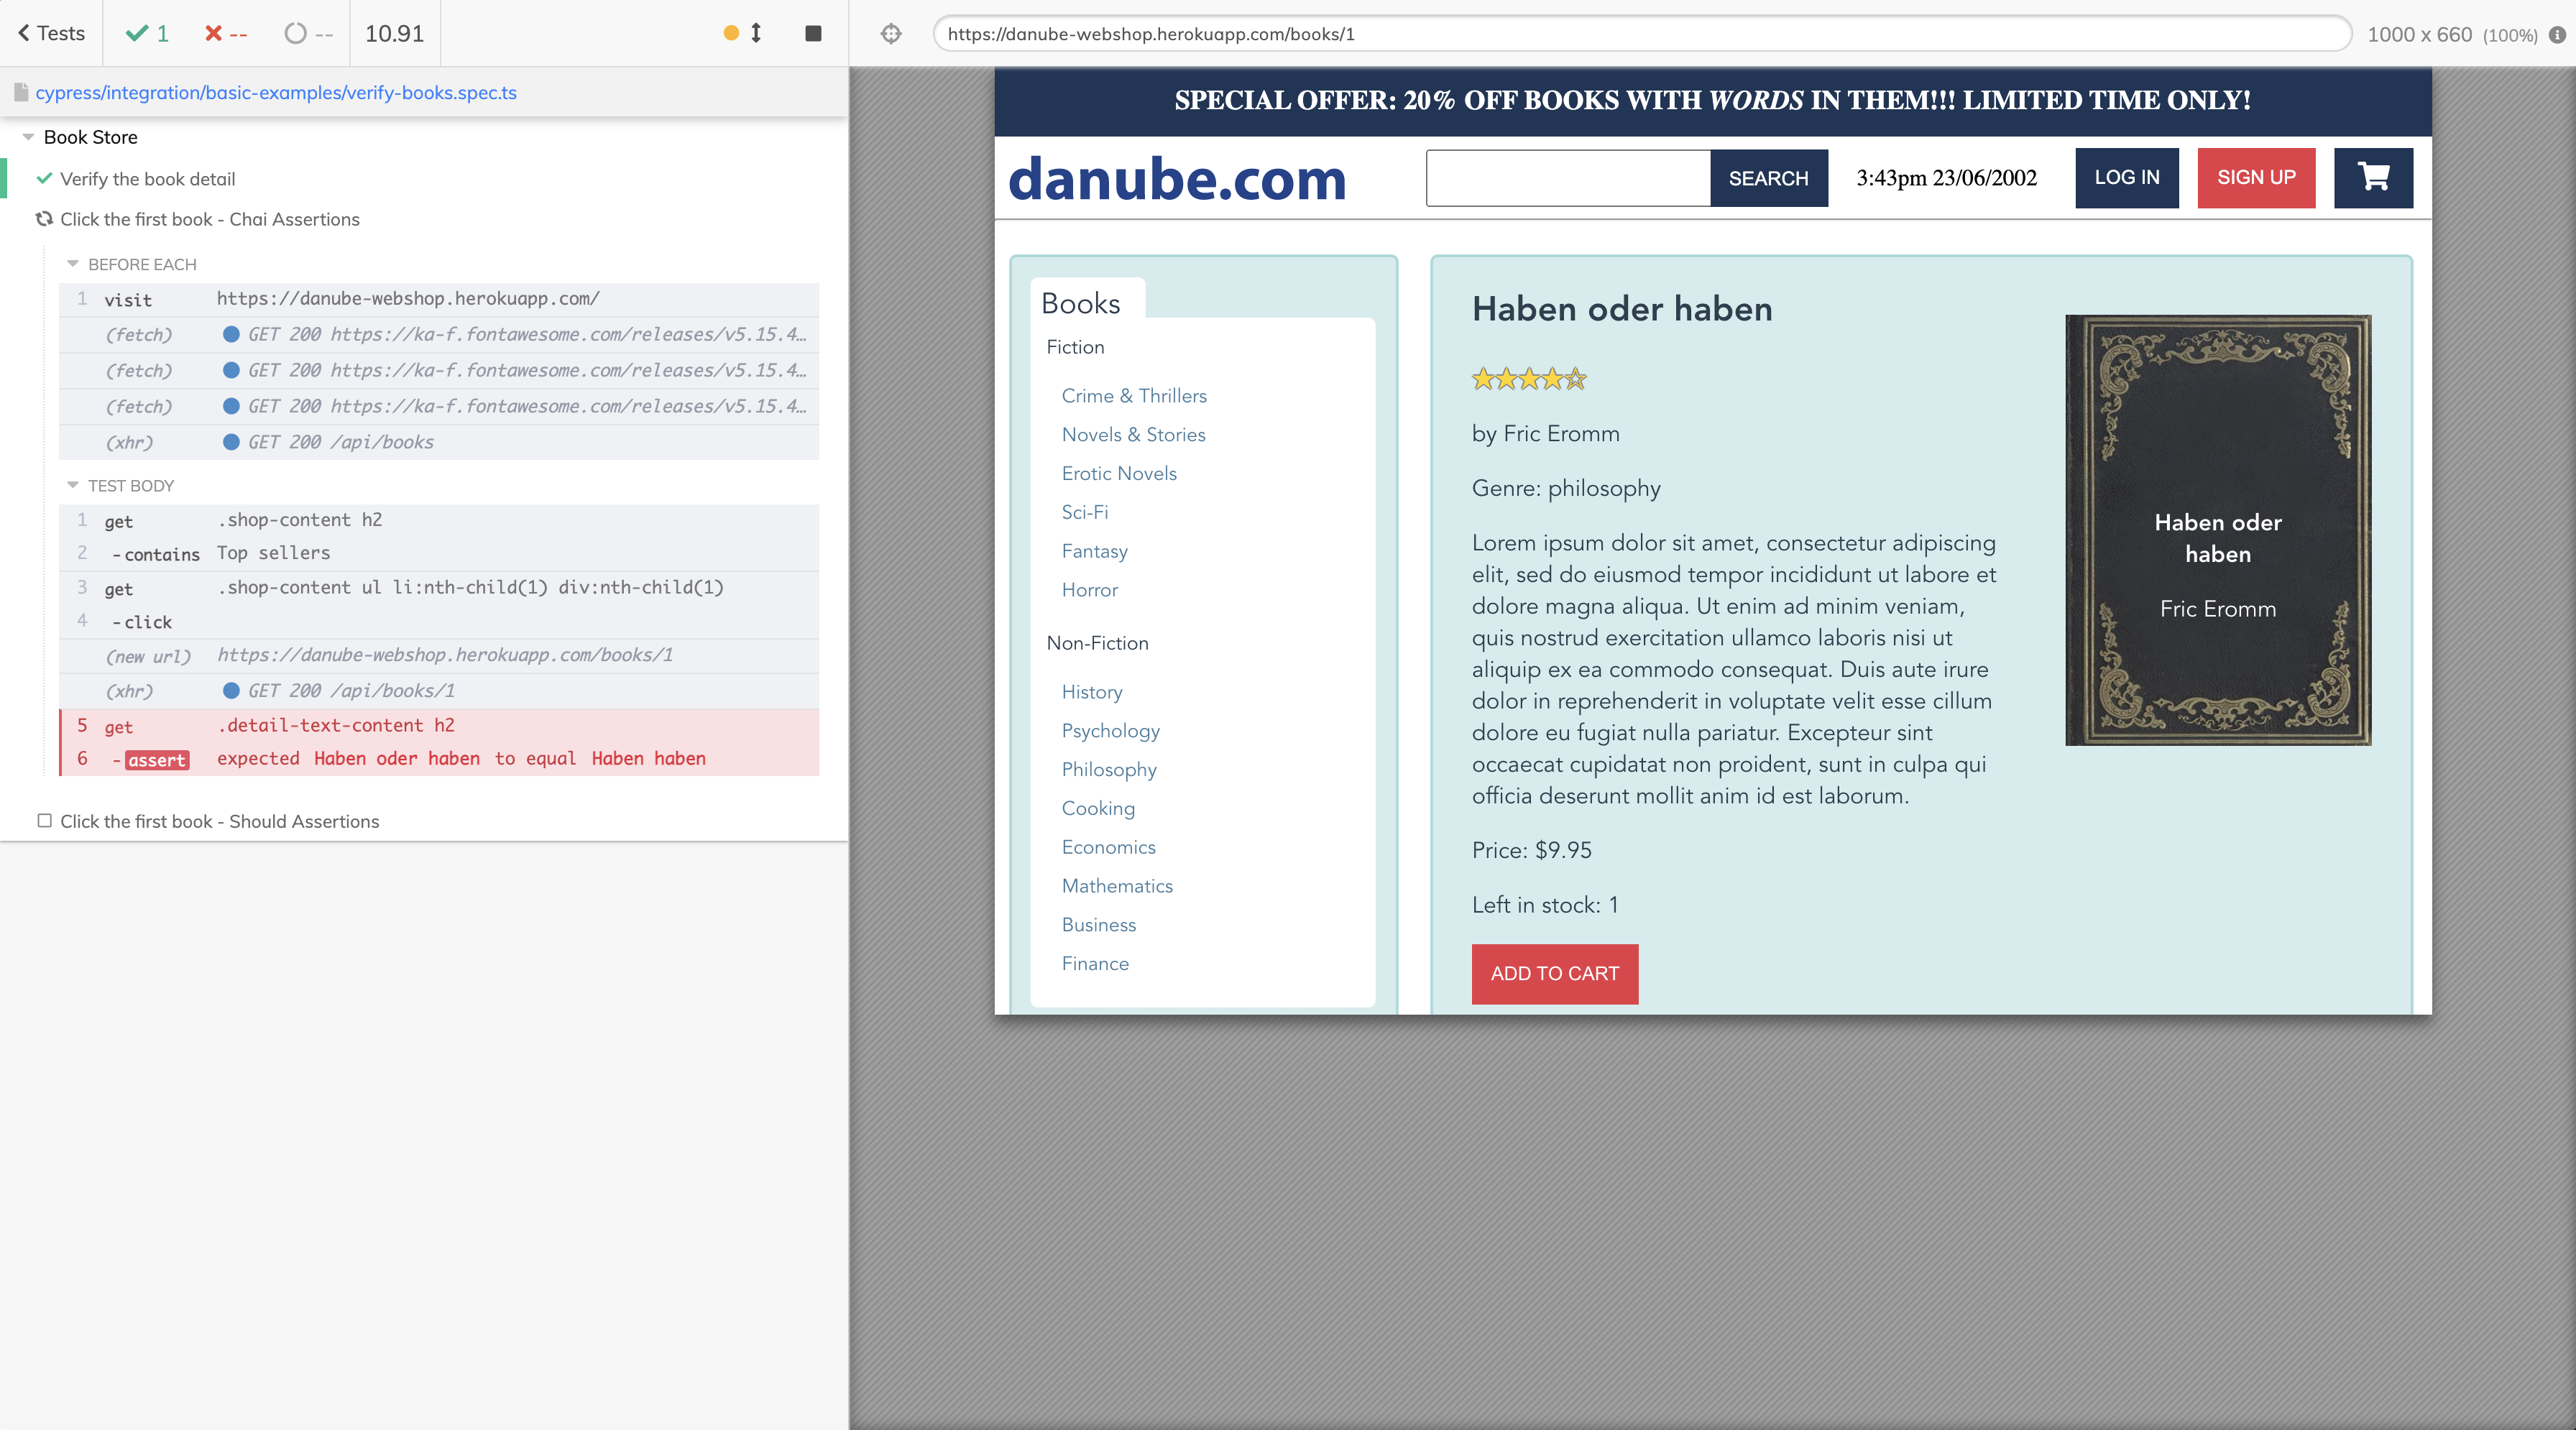 Tests
1
--
--
10.91
https://danube-webshop.herokuapp.com/books/1
1000 x 660 (100%)
cypress/integration/basic-examples/verify-books.spec.ts
Book Store
Verify the book detail
Click the first book - Chai Assertions
BEFORE EACH
1 visit https://danube-webshop.herokuapp.com/
(fetch) GET 200 https://ka-f.fontawesome.com/releases/v5.15.4…
(fetch) GET 200 https://ka-f.fontawesome.com/releases/v5.15.4…
(fetch) GET 200 https://ka-f.fontawesome.com/releases/v5.15.4…
(xhr) GET 200 /api/books
TEST BODY
1 get .shop-content h2
2 -contains Top sellers
3 get .shop-content ul li:nth-child(1) div:nth-child(1)
4 -click
(new url) https://danube-webshop.herokuapp.com/books/1
(xhr) GET 200 /api/books/1
5 get .detail-text-content h2
6 -assert expected Haben oder haben to equal Haben haben
Click the first book - Should Assertions
SPECIAL OFFER: 20% OFF BOOKS WITH WORDS IN THEM!!! LIMITED TIME ONLY!
danube.com
SEARCH
3:43pm 23/06/2002
LOG IN
SIGN UP
Books
Fiction
Crime & Thrillers
Novels & Stories
Erotic Novels
Sci-Fi
Fantasy
Horror
Non-Fiction
History
Psychology
Philosophy
Cooking
Economics
Mathematics
Business
Finance
Haben oder haben
by Fric Eromm
Genre: philosophy
Lorem ipsum dolor sit amet, consectetur adipiscing
elit, sed do eiusmod tempor incididunt ut labore et
dolore magna aliqua. Ut enim ad minim veniam,
quis nostrud exercitation ullamco laboris nisi ut
aliquip ex ea commodo consequat. Duis aute irure
dolor in reprehenderit in voluptate velit esse cillum
dolore eu fugiat nulla pariatur. Excepteur sint
occaecat cupidatat non proident, sunt in culpa qui
officia deserunt mollit anim id est laborum.
Price: $9.95
Left in stock: 1
ADD TO CART
Haben oder
haben
Fric Eromm